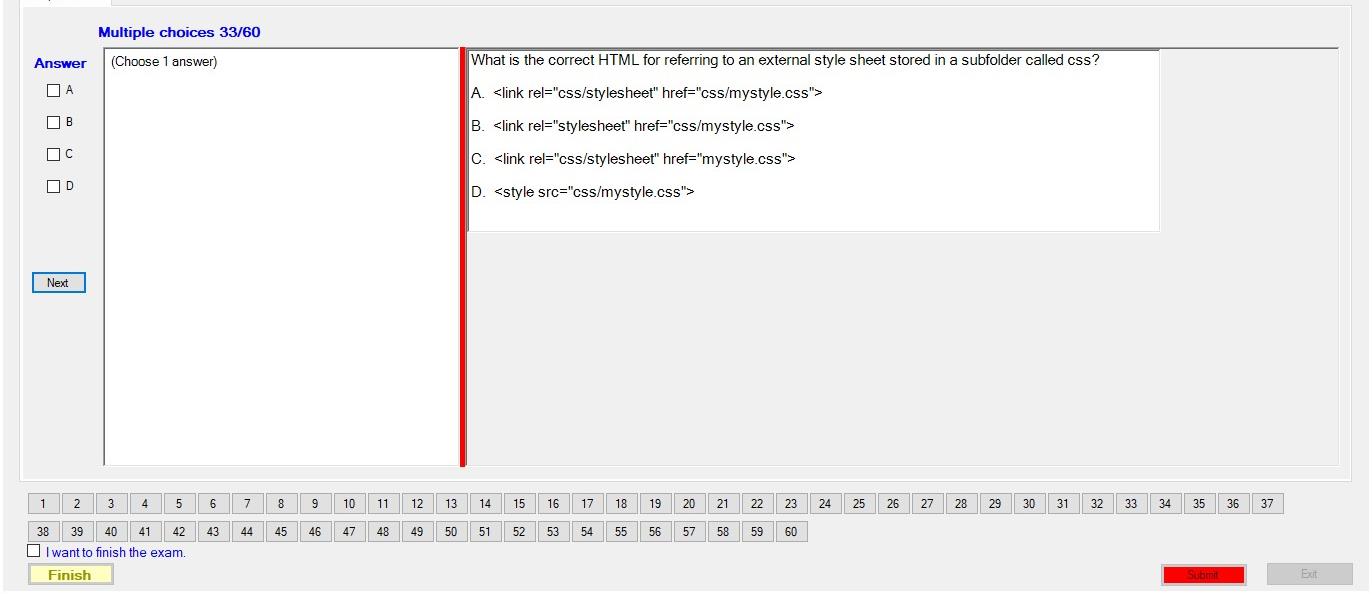 Multiple choices 33/60
Answer
(Choose 1 answer)
A
B
C
D
Next
What is the correct HTML for referring to an external style sheet stored in a subfolder called css?
A. <link rel="css/stylesheet" href="css/mystyle.css">
B. <link rel="stylesheet" href="css/mystyle.css">
C. <link rel="css/stylesheet" href="mystyle.css">
D. <style src="css/mystyle.css">
1 2 3 4 5 6 7 8 9 10 11 12 13 14 15 16 17 18 19 20 21 22 23 24 25 26 27 28 29 30 31 32 33 34 35 36 37
38 39 40 41 42 43 44 45 46 47 48 49 50 51 52 53 54 55 56 57 58 59 60
I want to finish the exam.
Finish
Submit
Exit